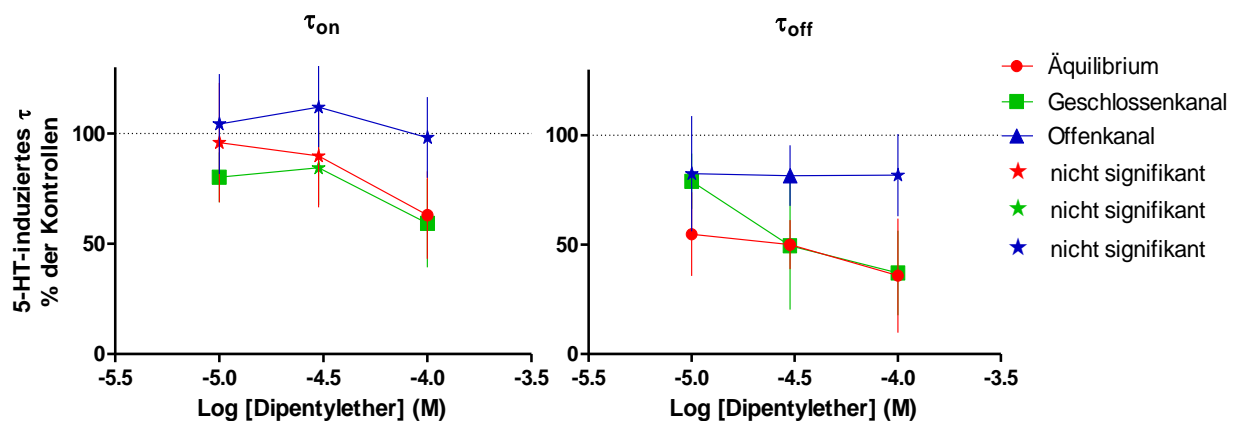 τon
τoff
5-HT-induziertes τ
% der Kontrollen
100
50
0
-5.5
-5.0
-4.5
-4.0
-3.5
Log [Dipentylether] (M)
100
50
0
-5.5
-5.0
-4.5
-4.0
-3.5
Log [Dipentylether] (M)
Äquilibrium
Geschlossenkanal
Offenkanal
nicht signifikant
nicht signifikant
nicht signifikant